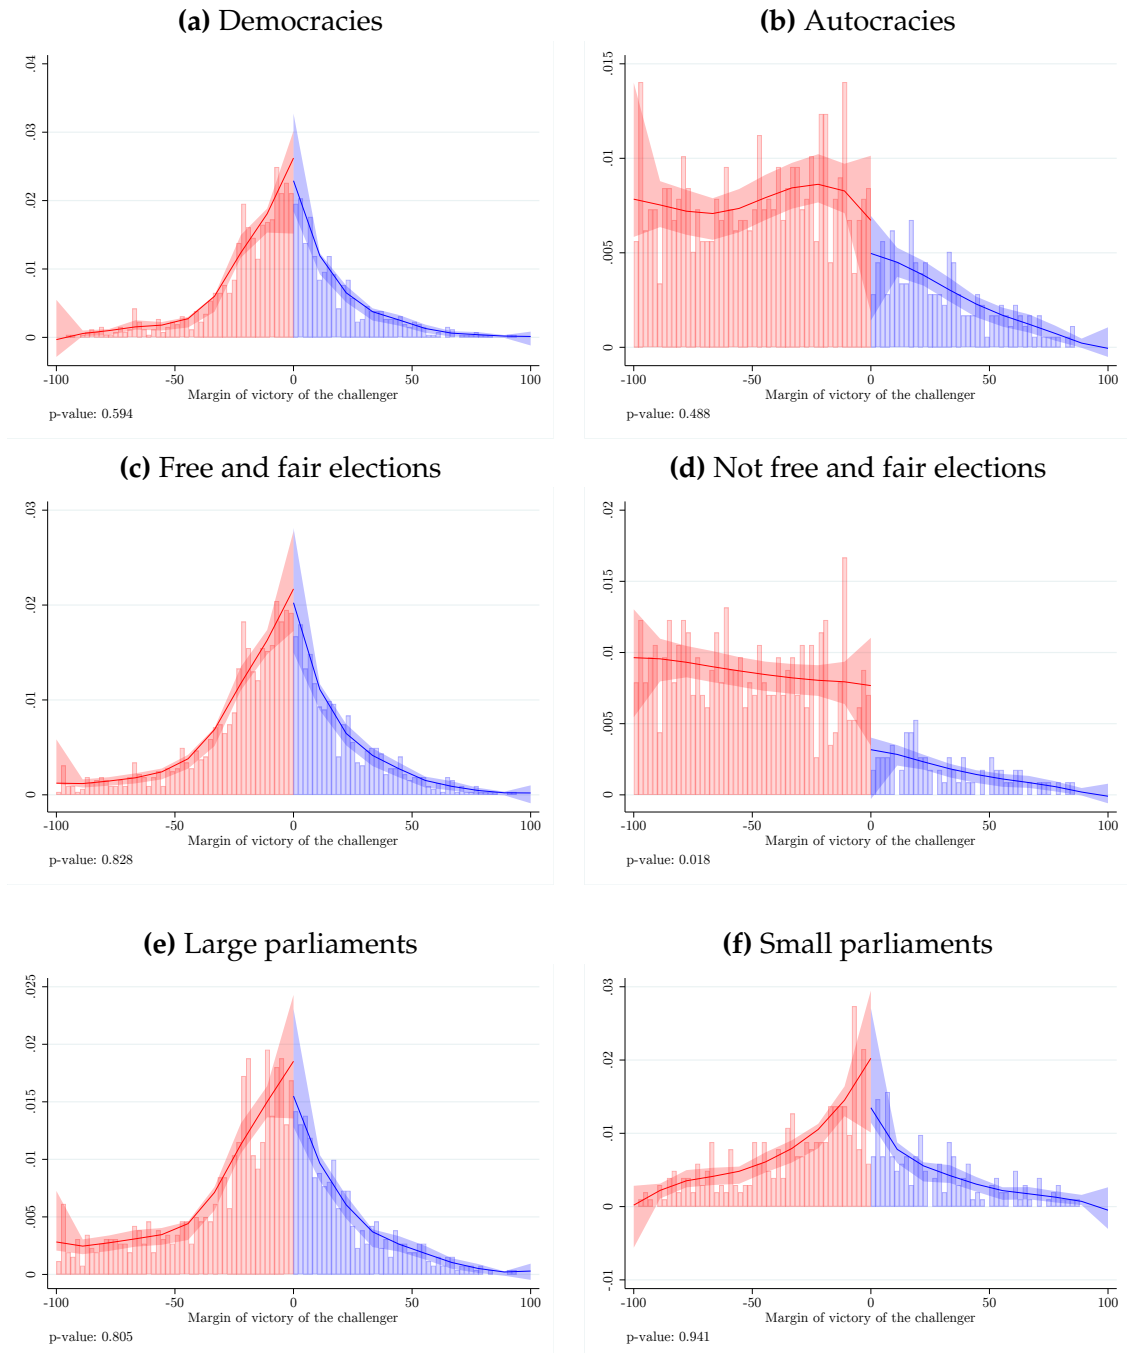 (a) Democracies
.04
.03
.02
.01
0
-100 -50 0 50 100
Margin of victory of the challenger
p-value: 0.594
(b) Autocracies
.015
.01
.005
0
-100 -50 0 50 100
Margin of victory of the challenger
p-value: 0.488
(c) Free and fair elections
.03
.02
.01
0
-100 -50 0 50 100
Margin of victory of the challenger
p-value: 0.828
(d) Not free and fair elections
.02
.015
.01
.005
0
-100 -50 0 50 100
Margin of victory of the challenger
p-value: 0.018
(e) Large parliaments
.025
.02
.015
.01
.005
0
-100 -50 0 50 100
Margin of victory of the challenger
p-value: 0.805
(f) Small parliaments
.03
.02
.01
0
-.01
-100 -50 0 50 100
Margin of victory of the challenger
p-value: 0.941